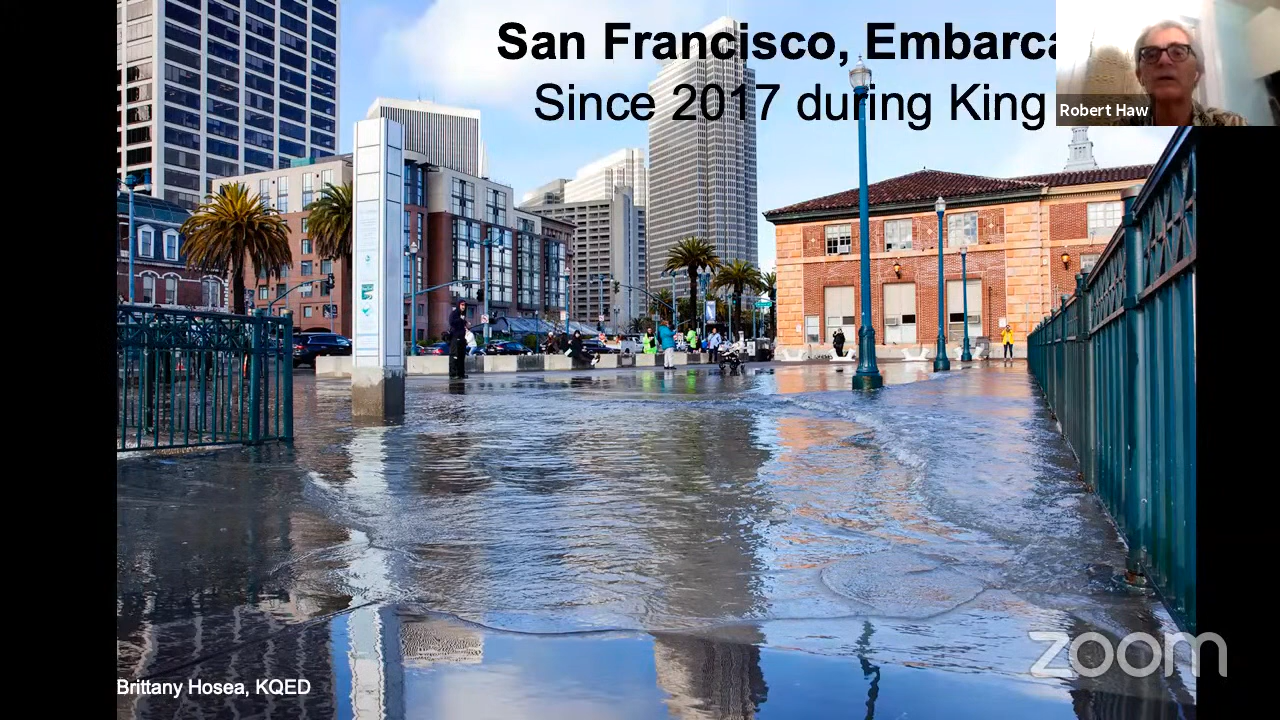 San Francisco, Embarca
Since 2017 during King
Robert Haw
Brittany Hosea, KQED
zoom